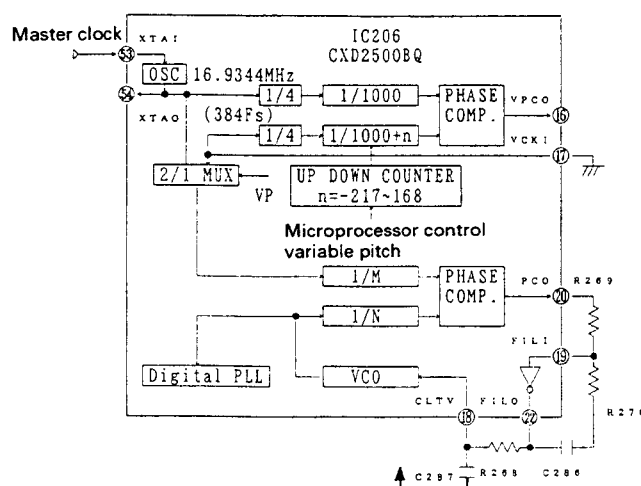 Master clock
53
XTAI
IC206
CXD2500BQ
OSC
16.9344MHz
54
XTAO
(384Fs)
1/4
1/1000
PHASE
COMP.
VPCO
16
1/4
1/1000+n
VCKI
17
2/1 MUX
VP
UP DOWN COUNTER
n=-217~168
Microprocessor control
variable pitch
1/M
PHASE
COMP.
PCO
20
R269
1/N
FILI
19
Digital PLL
VCO
CLTV
18
FILO
22
R270
C287
R268
C286